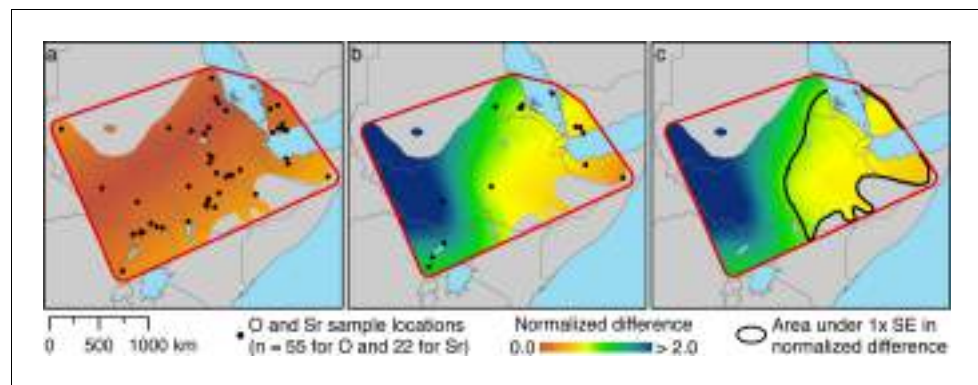 a
b
c
0 500 1000 km
O and Sr sample locations
(n = 55 for O and 22 for Sr)
Normalized difference
0.0 > 2.0
Area under 1x SE in
normalized difference